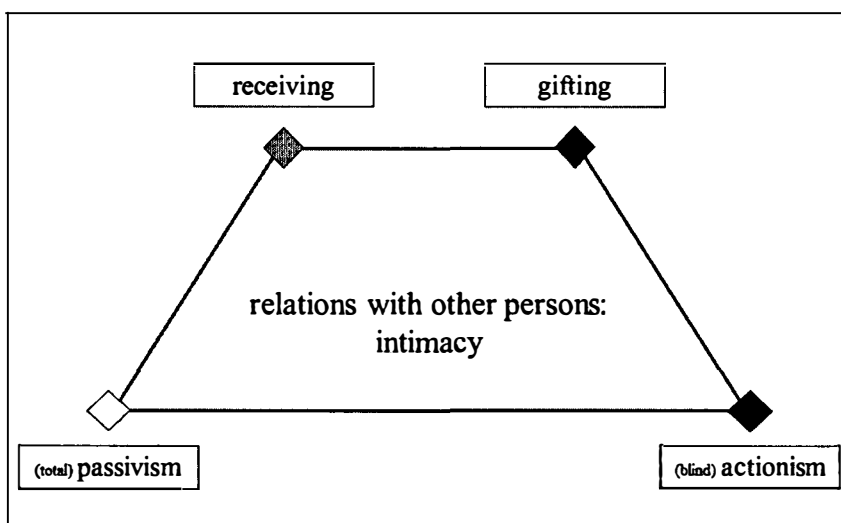 receiving
gifting
relations with other persons:
intimacy
(total) passivism
(blind) actionism